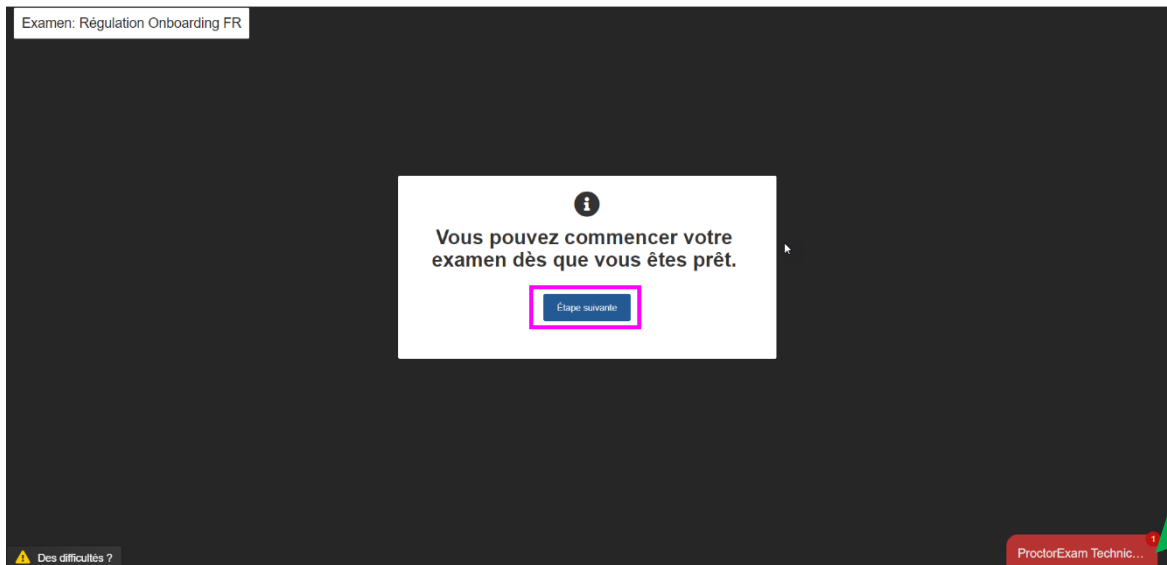 Examen: Régulation Onboarding FR
Vous pouvez commencer votre
examen dès que vous êtes prêt.
Étape suivante
Des difficultés ?
ProctorExam Technic...
1